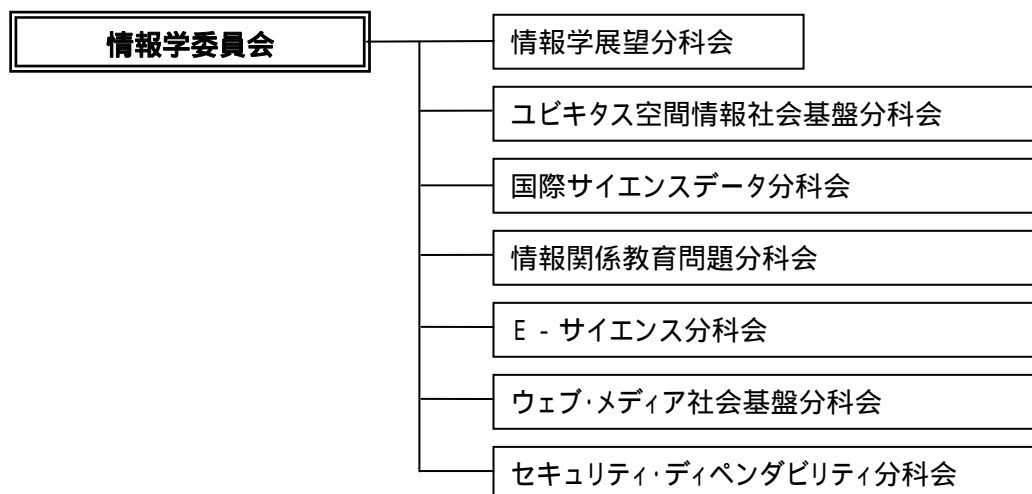 情報学委員会
情報学展望分科会
ユビキタス空間情報社会基盤分科会
国際サイエンスデータ分科会
情報関係教育問題分科会
E - サイエンス分科会
ウェブ・メディア社会基盤分科会
セキュリティ・ディペンダビリティ分科会